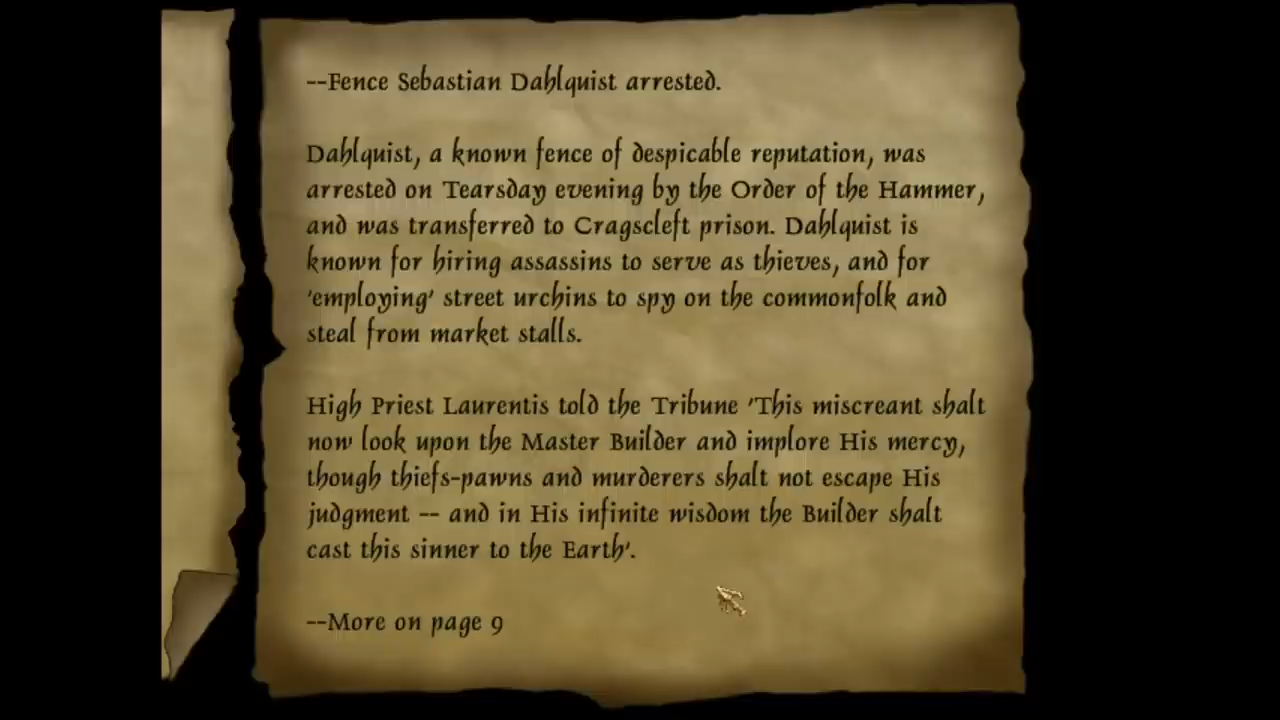 --Fence Sebastian Dahlquist arrested.
Dahlquist, a known fence of despicable reputation, was
arrested on Tearsday evening by the Order of the Hammer,
and was transferred to Cragscleft prison. Dahlquist is
known for hiring assassins to serve as thieves, and for
'employing' street urchins to spy on the commonfolk and
steal from market stalls.
High Priest Laurentis told the Tribune 'This miscreant shalt
now look upon the Master Builder and implore His mercy,
though thiefs-pawns and murderers shalt not escape His
judgment -- and in His infinite wisdom the Builder shalt
cast this sinner to the Earth'.
--More on page 9